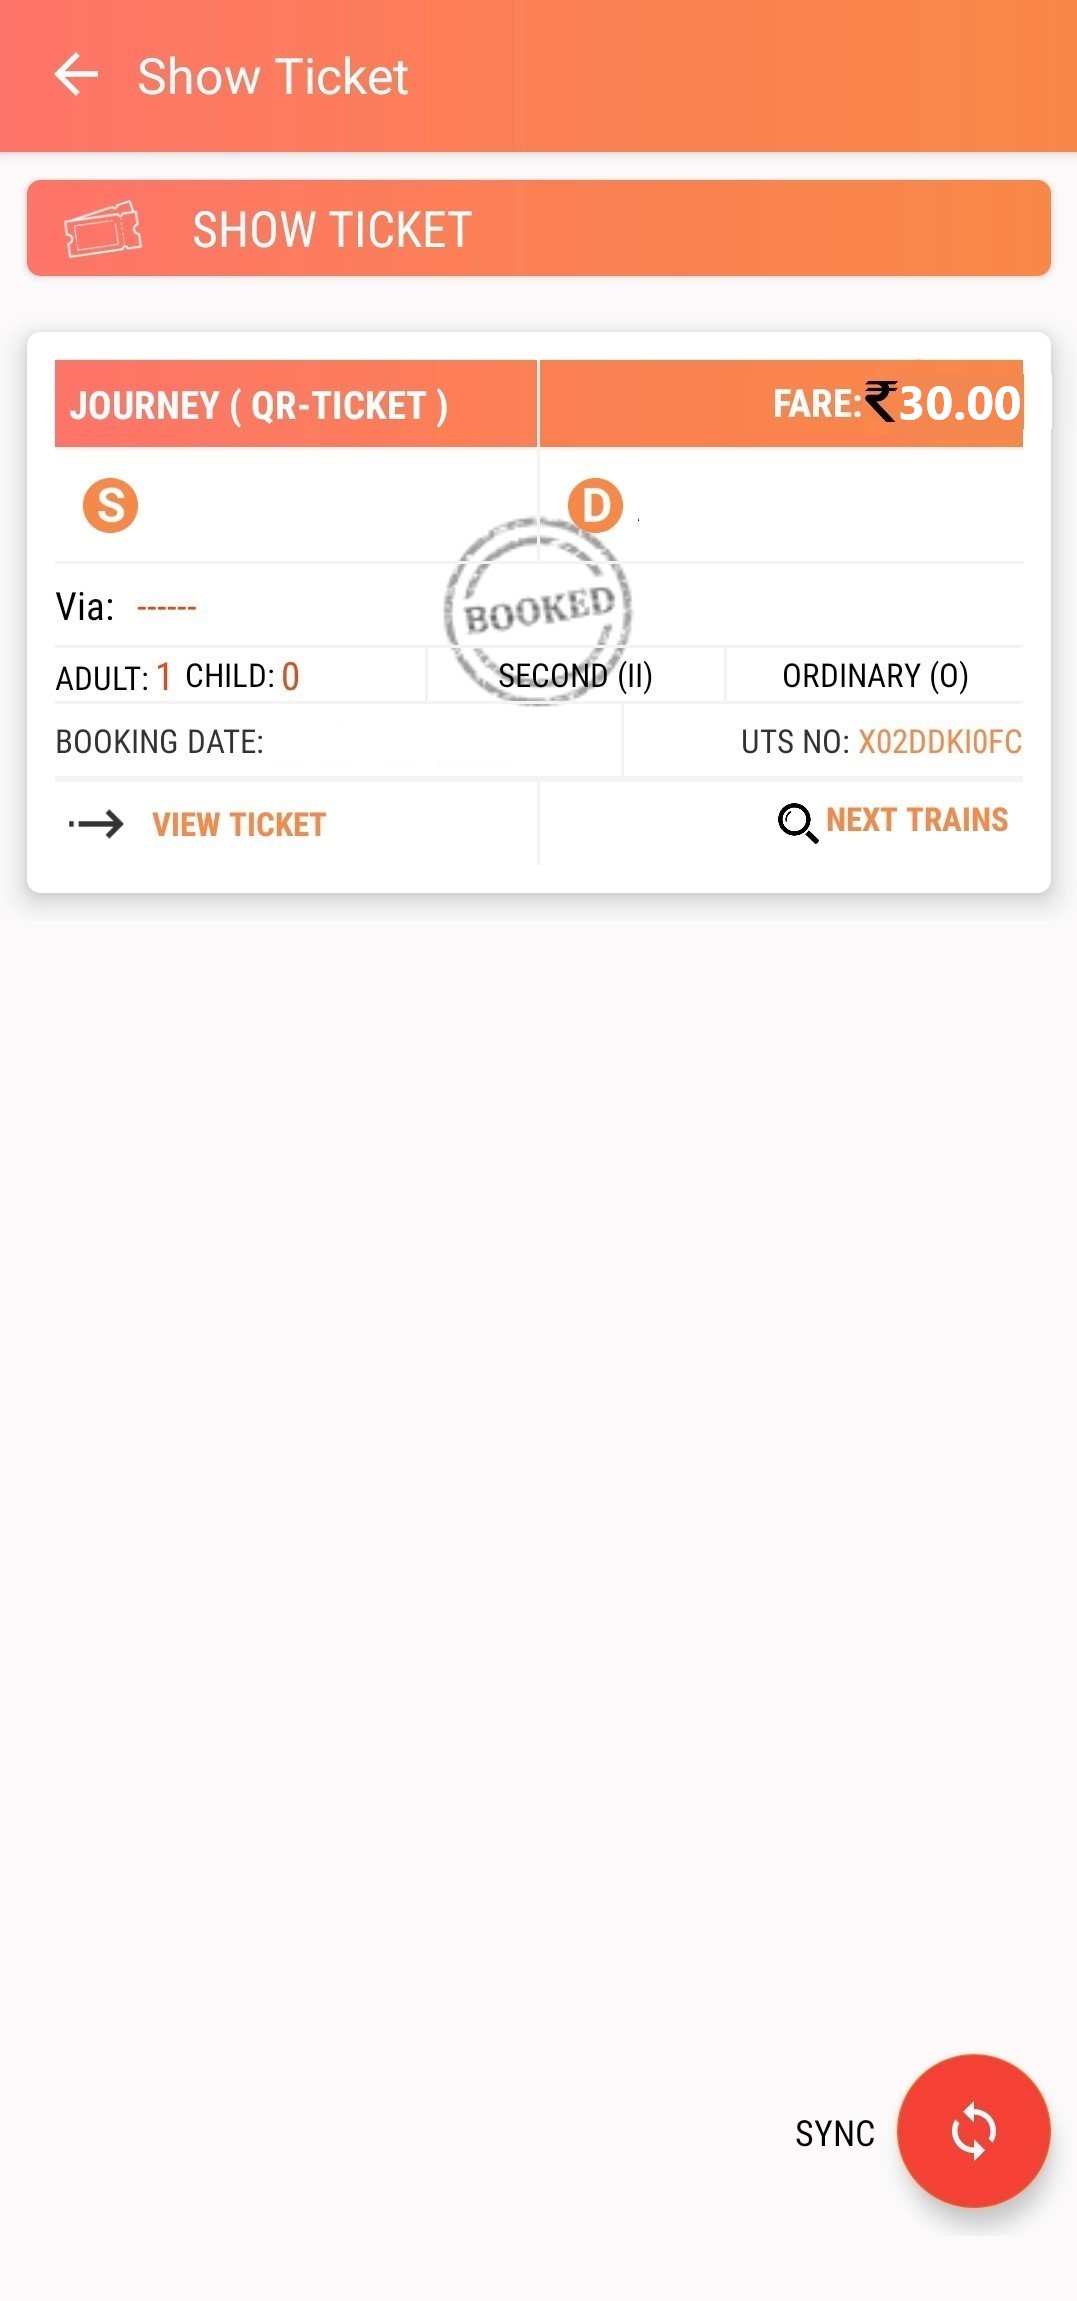 Show Ticket
SHOW TICKET
JOURNEY ( QR-TICKET )
FARE:₹30.00
S
D
BOOKED
Via: ------
ADULT: 1 CHILD: 0
SECOND (II)
ORDINARY (O)
BOOKING DATE:
UTS NO: X02DDKI0FC
VIEW TICKET
NEXT TRAINS
SYNC